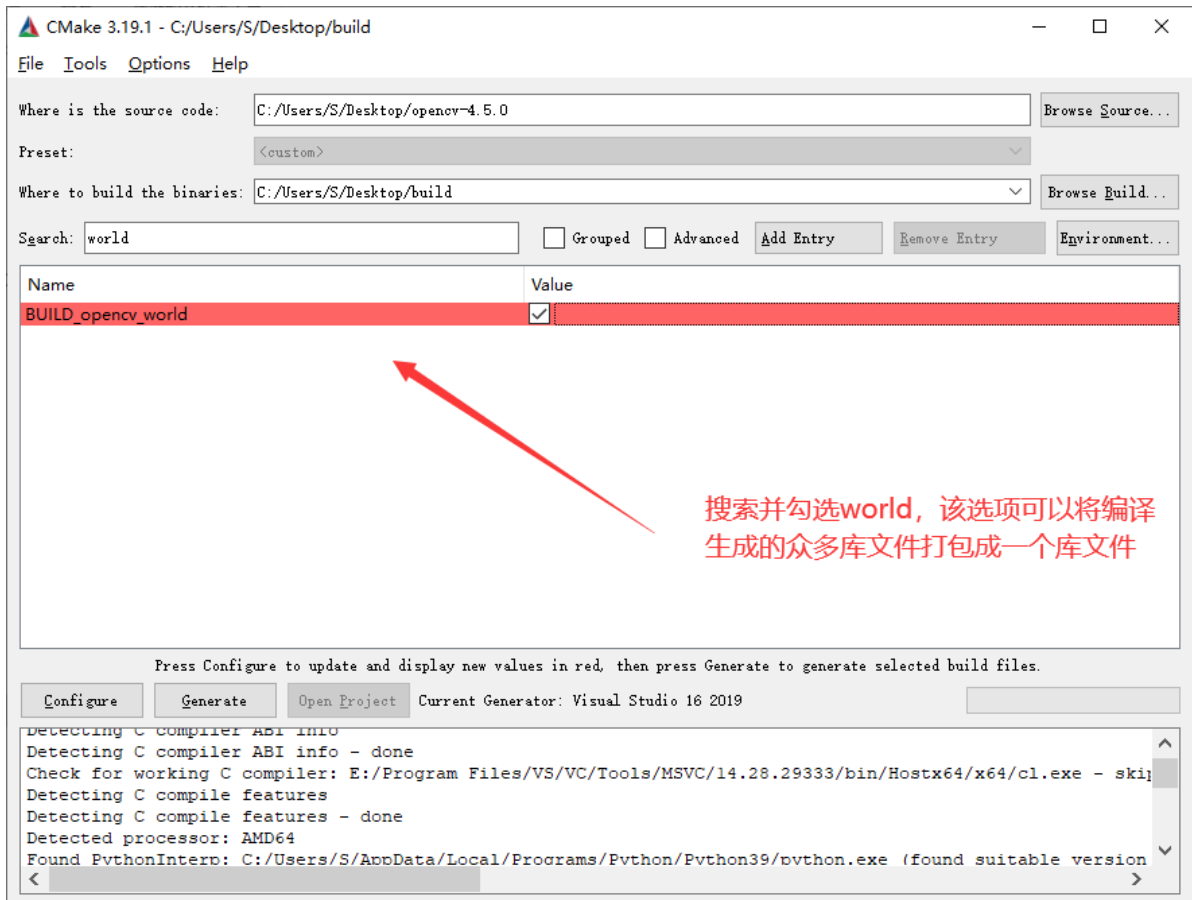 CMake 3.19.1 - C:/Users/S/Desktop/build
File Tools Options Help
Where is the source code: C:/Users/S/Desktop/opencv-4.5.0 Browse Source...
Preset: <custom>
Where to build the binaries: C:/Users/S/Desktop/build Browse Build...
Search: world Grouped Advanced Add Entry Remove Entry Environment...
Name Value
BUILD_opencv_world
搜索并勾选world，该选项可以将编译
生成的众多库文件打包成一个库文件
Press Configure to update and display new values in red, then press Generate to generate selected build files.
Configure Generate Open Project Current Generator: Visual Studio 16 2019
Detecting C compiler ABI info
Detecting C compiler ABI info - done
Check for working C compiler: E:/Program Files/VS/VC/Tools/MSVC/14.28.29333/bin/Hostx64/x64/cl.exe - skip
Detecting C compile features
Detecting C compile features - done
Detected processor: AMD64
Found PythonInterp: C:/Users/S/AppData/Local/Programs/Python/Python39/python.exe (found suitable version